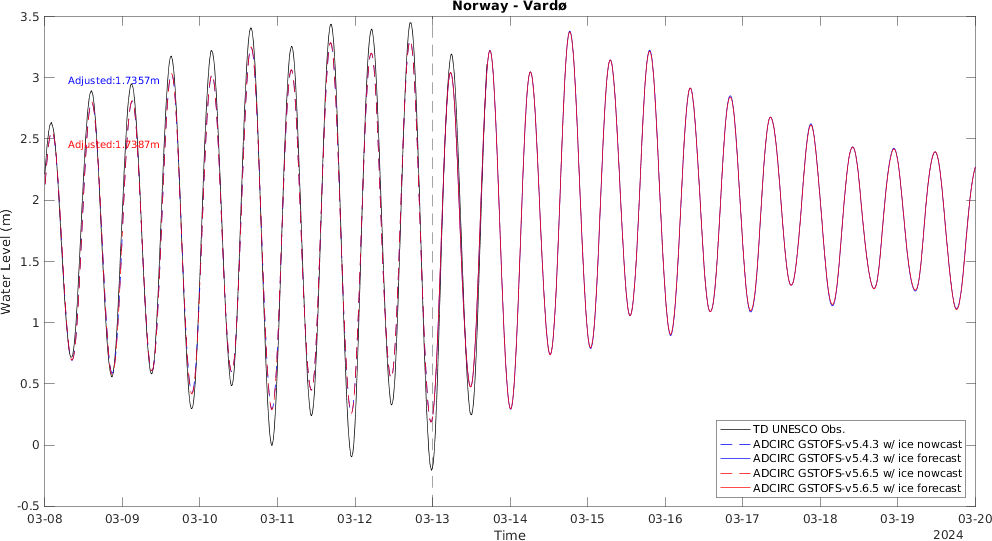 Norway - Vardø
3.5
3
2.5
2
1.5
1
0.5
0
-0.5
Water Level (m)
Adjusted:1.7357m
Adjusted:1.7387m
TD UNESCO Obs.
ADCIRC GSTOFS-v5.4.3 w/ ice nowcast
ADCIRC GSTOFS-v5.4.3 w/ ice forecast
ADCIRC GSTOFS-v5.6.5 w/ ice nowcast
ADCIRC GSTOFS-v5.6.5 w/ ice forecast
03-08 03-09 03-10 03-11 03-12 03-13 03-14 03-15 03-16 03-17 03-18 03-19 03-20
Time
2024